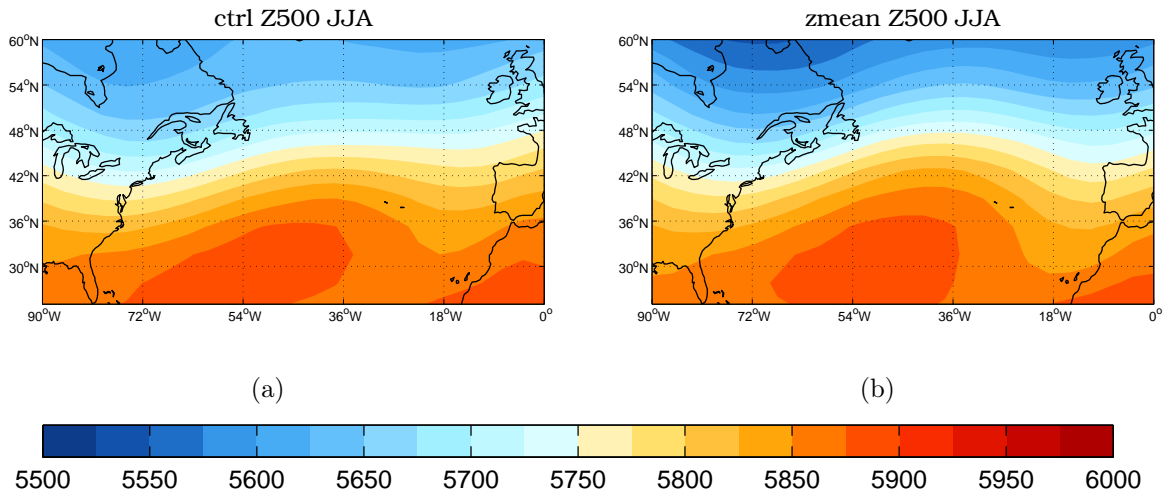 ctrl Z500 JJA
zmean Z500 JJA
60°N
54°N
48°N
42°N
36°N
30°N
90°W 72°W 54°W 36°W 18°W 0°
60°N
54°N
48°N
42°N
36°N
30°N
90°W 72°W 54°W 36°W 18°W 0°
(a)
(b)
5500 5550 5600 5650 5700 5750 5800 5850 5900 5950 6000